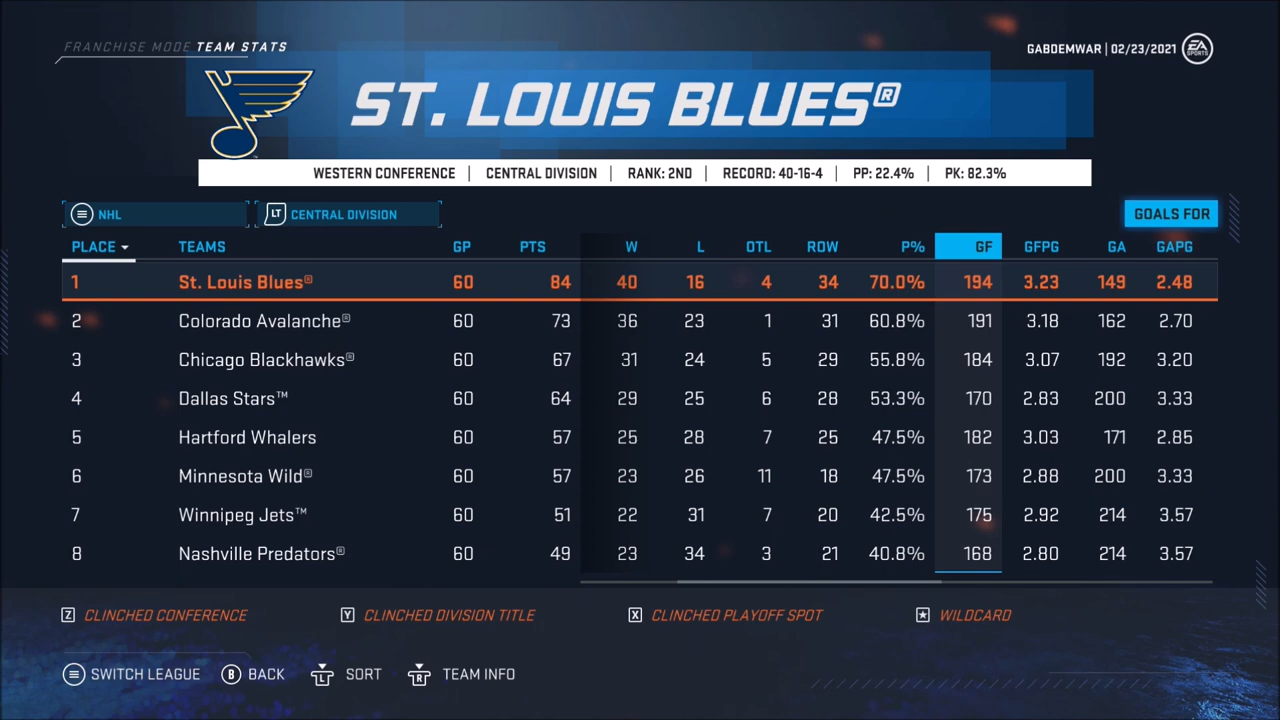 FRANCHISE MODE TEAM STATS
GABDEMWAR | 02/23/2021
EA SPORTS
ST. LOUIS BLUES®
WESTERN CONFERENCE | CENTRAL DIVISION | RANK: 2ND | RECORD: 40-16-4 | PP: 22.4% | PK: 82.3%
NHL LT CENTRAL DIVISION GOALS FOR
PLACE TEAMS GP PTS W L OTL ROW P% GF GFPG GA GAPG
1 St. Louis Blues® 60 84 40 16 4 34 70.0% 194 3.23 149 2.48
2 Colorado Avalanche® 60 73 36 23 1 31 60.8% 191 3.18 162 2.70
3 Chicago Blackhawks® 60 67 31 24 5 29 55.8% 184 3.07 192 3.20
4 Dallas Stars™ 60 64 29 25 6 28 53.3% 170 2.83 200 3.33
5 Hartford Whalers 60 57 25 28 7 25 47.5% 182 3.03 171 2.85
6 Minnesota Wild® 60 57 23 26 11 18 47.5% 173 2.88 200 3.33
7 Winnipeg Jets™ 60 51 22 31 7 20 42.5% 175 2.92 214 3.57
8 Nashville Predators® 60 49 23 34 3 21 40.8% 168 2.80 214 3.57
Z CLINCHED CONFERENCE Y CLINCHED DIVISION TITLE X CLINCHED PLAYOFF SPOT ★ WILDCARD
SWITCH LEAGUE B BACK L SORT R TEAM INFO